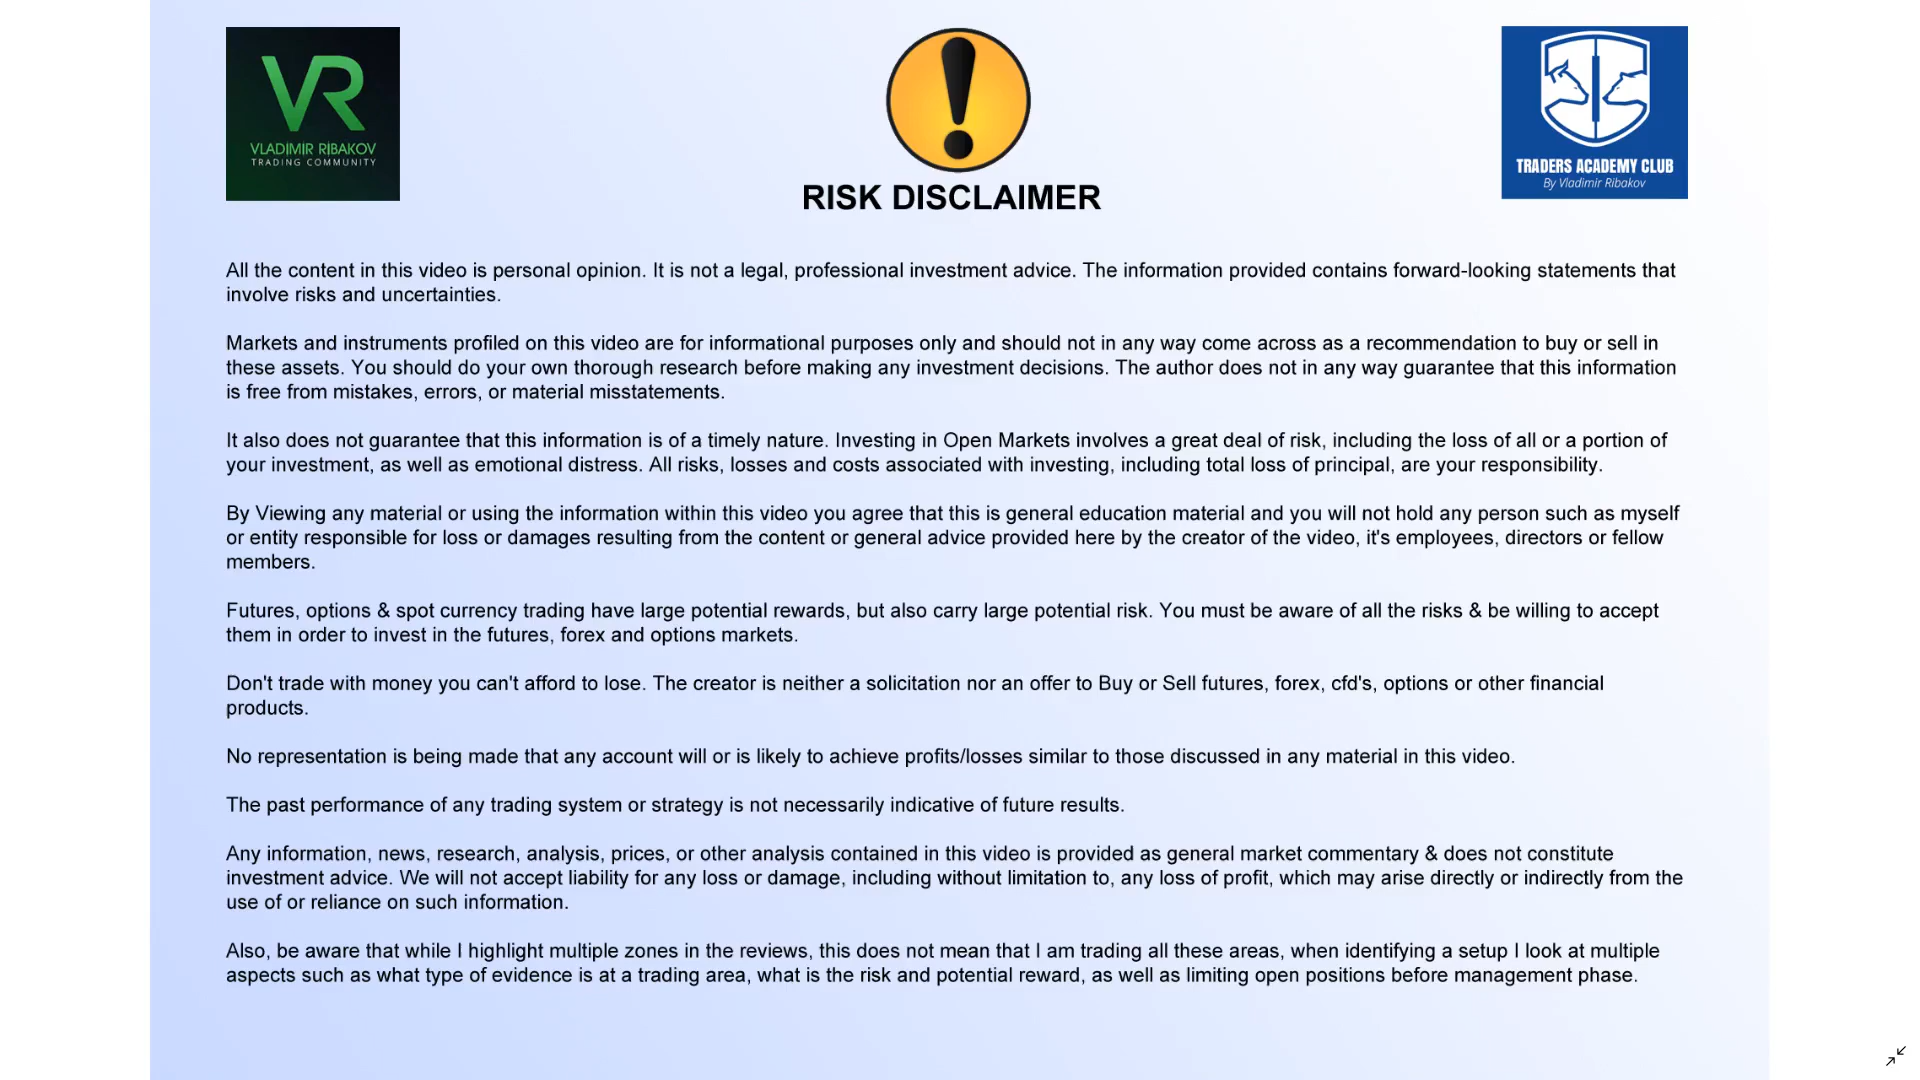 VR
VLADIMIR RIBAKOV
TRADING COMMUNITY
TRADERS ACADEMY CLUB
By Vladimir Ribakov
RISK DISCLAIMER
All the content in this video is personal opinion. It is not a legal, professional investment advice. The information provided contains forward-looking statements that
involve risks and uncertainties.
Markets and instruments profiled on this video are for informational purposes only and should not in any way come across as a recommendation to buy or sell in
these assets. You should do your own thorough research before making any investment decisions. The author does not in any way guarantee that this information
is free from mistakes, errors, or material misstatements.
It also does not guarantee that this information is of a timely nature. Investing in Open Markets involves a great deal of risk, including the loss of all or a portion of
your investment, as well as emotional distress. All risks, losses and costs associated with investing, including total loss of principal, are your responsibility.
By Viewing any material or using the information within this video you agree that this is general education material and you will not hold any person such as myself
or entity responsible for loss or damages resulting from the content or general advice provided here by the creator of the video, it's employees, directors or fellow
members.
Futures, options & spot currency trading have large potential rewards, but also carry large potential risk. You must be aware of all the risks & be willing to accept
them in order to invest in the futures, forex and options markets.
Don't trade with money you can't afford to lose. The creator is neither a solicitation nor an offer to Buy or Sell futures, forex, cfd's, options or other financial
products.
No representation is being made that any account will or is likely to achieve profits/losses similar to those discussed in any material in this video.
The past performance of any trading system or strategy is not necessarily indicative of future results.
Any information, news, research, analysis, prices, or other analysis contained in this video is provided as general market commentary & does not constitute
investment advice. We will not accept liability for any loss or damage, including without limitation to, any loss of profit, which may arise directly or indirectly from the
use of or reliance on such information.
Also, be aware that while I highlight multiple zones in the reviews, this does not mean that I am trading all these areas, when identifying a setup I look at multiple
aspects such as what type of evidence is at a trading area, what is the risk and potential reward, as well as limiting open positions before management phase.